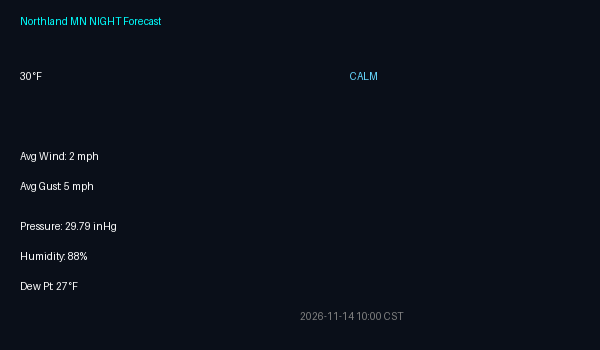 Northland MN NIGHT Forecast
30°F
CALM
Avg Wind: 2 mph
Avg Gust: 5 mph
Pressure: 29.79 inHg
Humidity: 88%
Dew Pt: 27°F
2026-11-14 10:00 CST